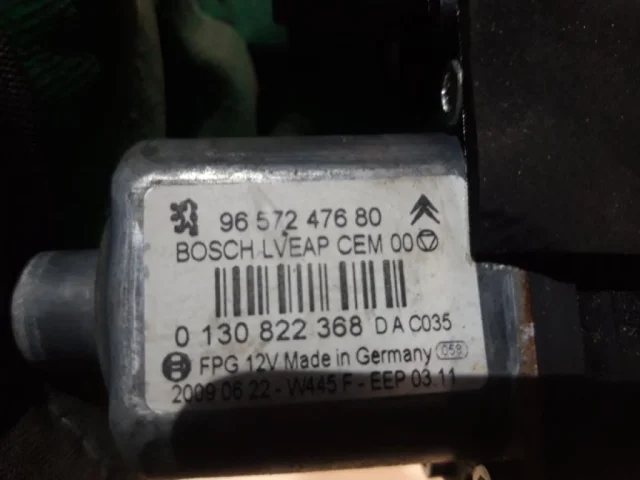 96 572 476 80
BOSCH LVEAP CEM 00
0 130 822 368 D A C035
FPG 12V Made in Germany 059
2009 06 22 - W445 F - EEP 03.11